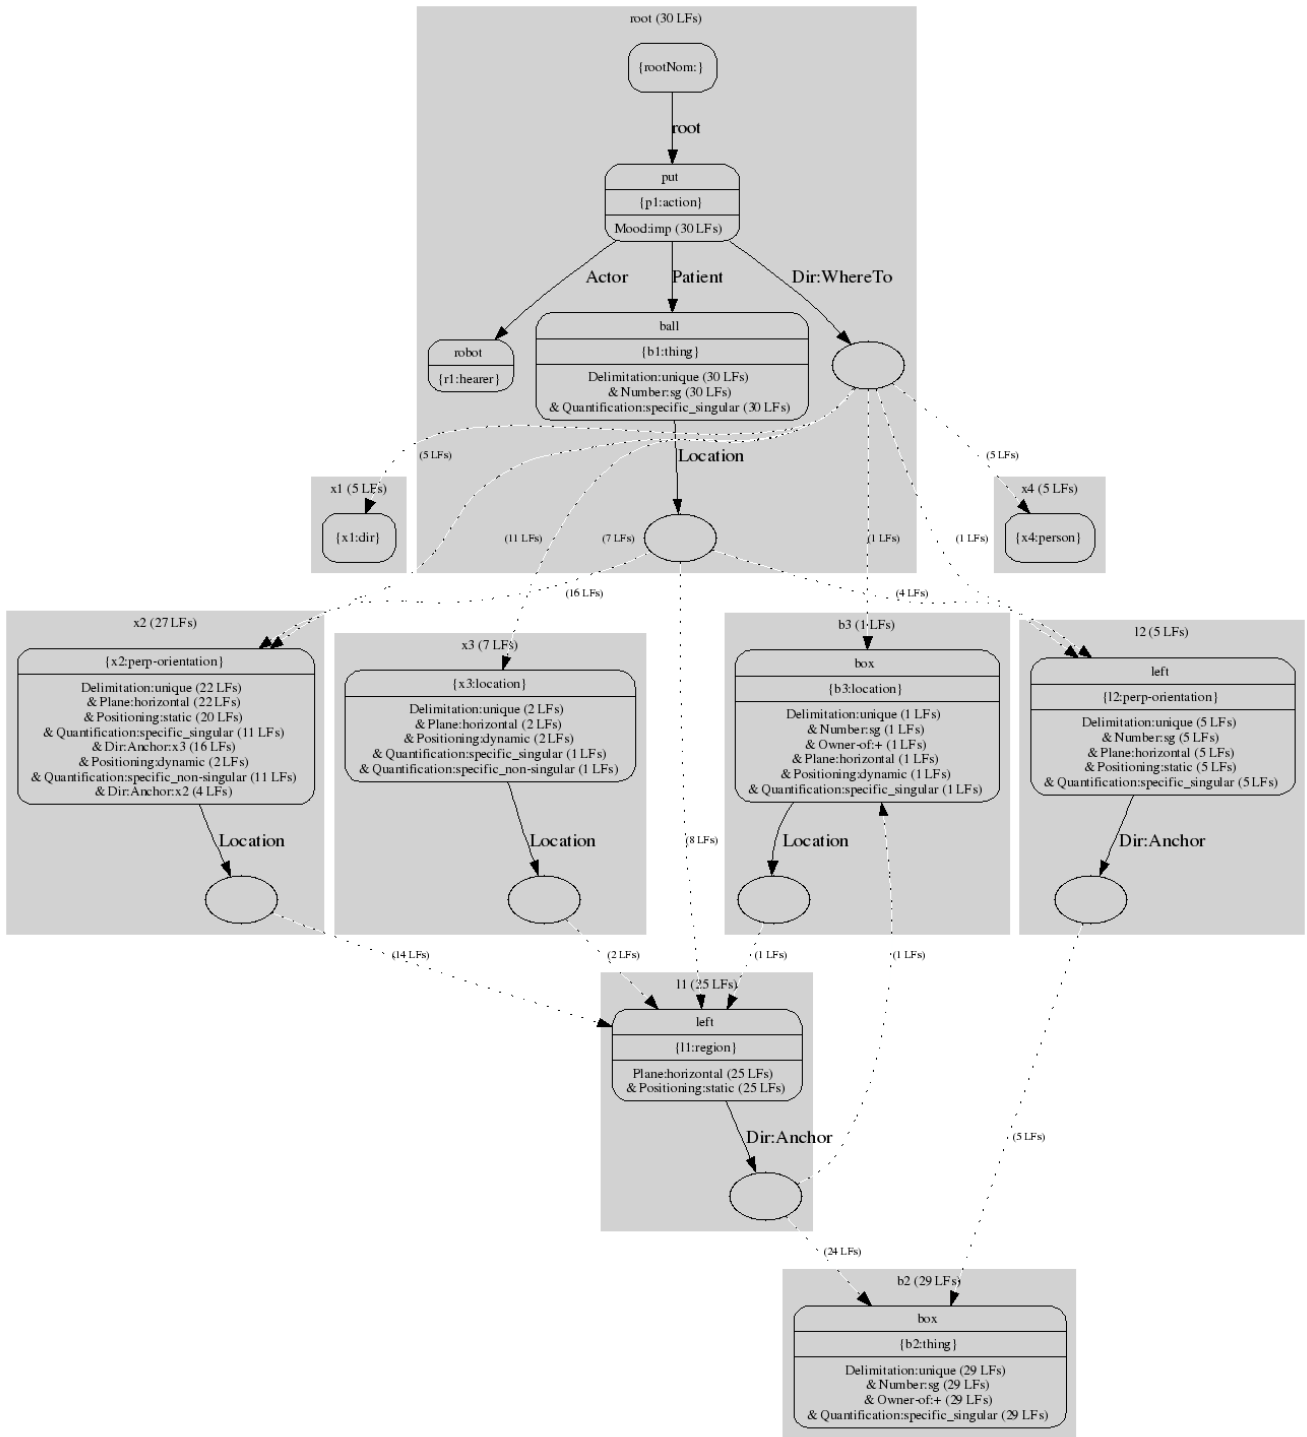 root (30 LFs)
{rootNom:}
root
put
{p1:action}
Mood:imp (30 LFs)
Actor
Patient
Dir:WhereTo
robot
{r1:hearer}
ball
{b1:thing}
Delimitation:unique (30 LFs)
& Number:sg (30 LFs)
& Quantification:specific_singular (30 LFs)
Location
(5 LFs)
(5 LFs)
x1 (5 LFs)
{x1:dir}
x4 (5 LFs)
{x4:person}
(11 LFs)
(7 LFs)
(1 LFs)
(1 LFs)
(16 LFs)
(4 LFs)
x2 (27 LFs)
{x2:perp-orientation}
Delimitation:unique (22 LFs)
& Plane:horizontal (22 LFs)
& Positioning:static (20 LFs)
& Quantification:specific_singular (11 LFs)
& Dir:Anchor:x3 (16 LFs)
& Positioning:dynamic (2 LFs)
& Quantification:specific_non-singular (11 LFs)
& Dir:Anchor:x2 (4 LFs)
Location
x3 (7 LFs)
{x3:location}
Delimitation:unique (2 LFs)
& Plane:horizontal (2 LFs)
& Positioning:dynamic (2 LFs)
& Quantification:specific_singular (1 LFs)
& Quantification:specific_non-singular (1 LFs)
Location
b3 (1 LFs)
box
{b3:location}
Delimitation:unique (1 LFs)
& Number:sg (1 LFs)
& Owner-of:+ (1 LFs)
& Plane:horizontal (1 LFs)
& Positioning:dynamic (1 LFs)
& Quantification:specific_singular (1 LFs)
Location
l2 (5 LFs)
left
{l2:perp-orientation}
Delimitation:unique (5 LFs)
& Number:sg (5 LFs)
& Plane:horizontal (5 LFs)
& Positioning:static (5 LFs)
& Quantification:specific_singular (5 LFs)
Dir:Anchor
(8 LFs)
(14 LFs)
(2 LFs)
(1 LFs)
(1 LFs)
l1 (25 LFs)
left
{l1:region}
Plane:horizontal (25 LFs)
& Positioning:static (25 LFs)
Dir:Anchor
(5 LFs)
(24 LFs)
b2 (29 LFs)
box
{b2:thing}
Delimitation:unique (29 LFs)
& Number:sg (29 LFs)
& Owner-of:+ (29 LFs)
& Quantification:specific_singular (29 LFs)